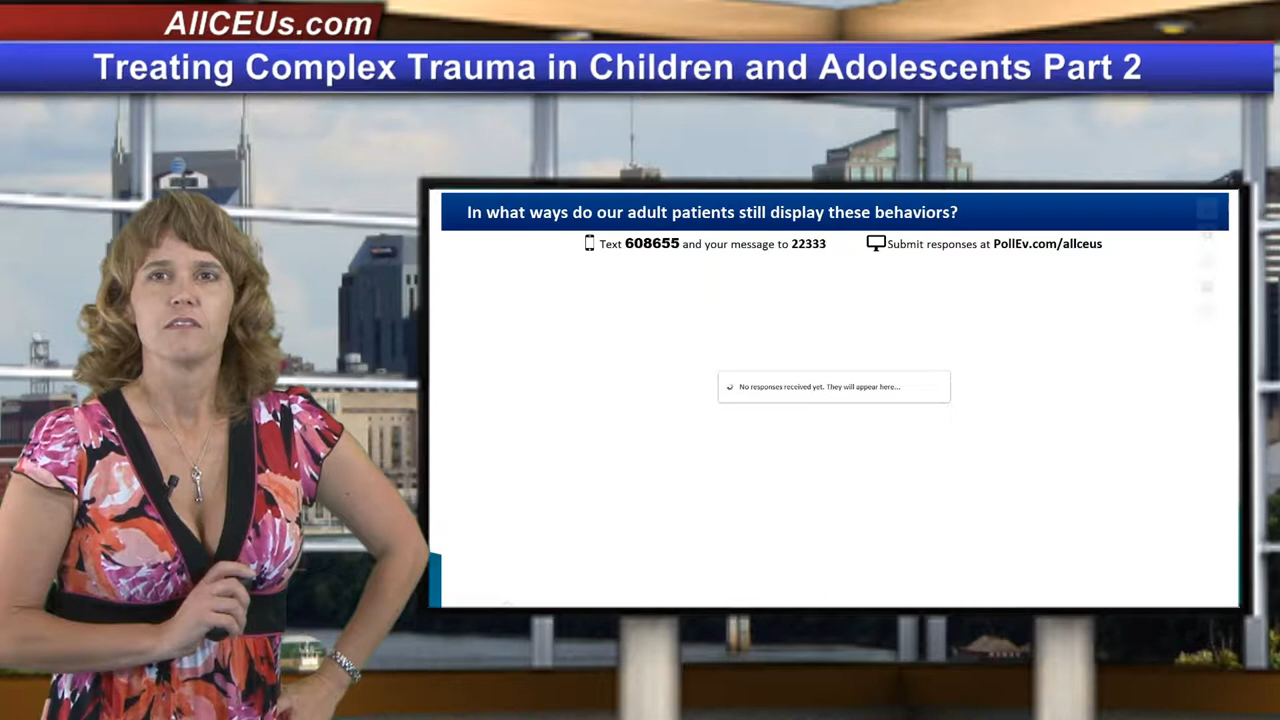 AllCEUs.com
Treating Complex Trauma in Children and Adolescents Part 2
In what ways do our adult patients still display these behaviors?
Text 608655 and your message to 22333
Submit responses at PollEv.com/allceus
No responses received yet. They will appear here...